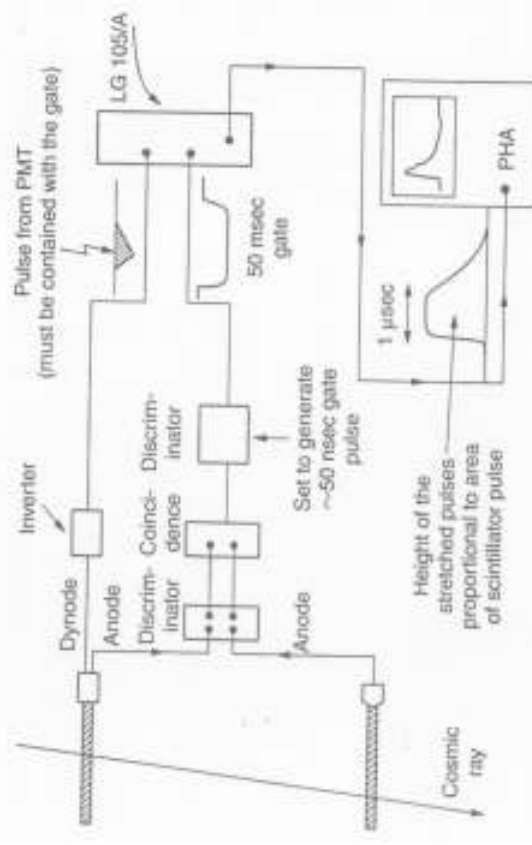 Pulse from PMT
(must be contained with the gate)
LG 105/A
Inverter
Dynode
Anode
Discrim-
inator
Coinci-
dence
Discrim-
inator
50 msec
gate
Set to generate
~50 nsec gate
pulse
Anode
Cosmic
ray
1 μsec
PHA
Height of the
stretched pulses
proportional to area
of scintillator pulse